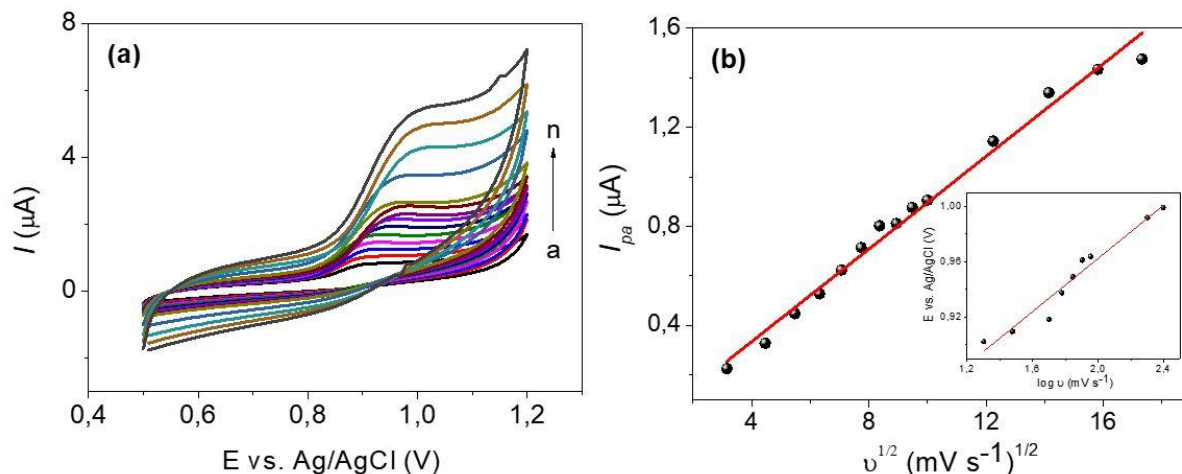 (a)
8
4
0
I (μA)
n
a
0,4 0,6 0,8 1,0 1,2
E vs. Ag/AgCl (V)
(b)
1,6
1,2
0,8
0,4
I pa (μA)
4 8 12 16
υ1/2 (mV s-1)1/2
1.00
0.96
0.92
E vs. Ag/AgCl (V)
1,2 1,6 2,0 2,4
log υ (mV s-1)